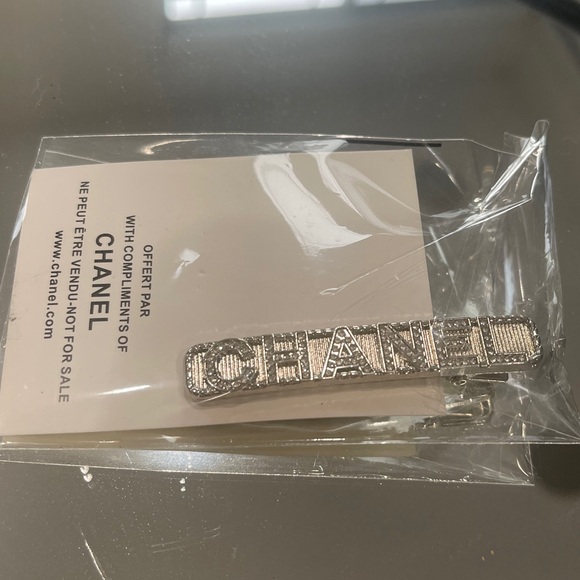 OFFERT PAR
WITH COMPLIMENTS OF
CHANEL
NE PEUT ÊTRE VENDU-NOT FOR SALE
www.chanel.com
CHANEL